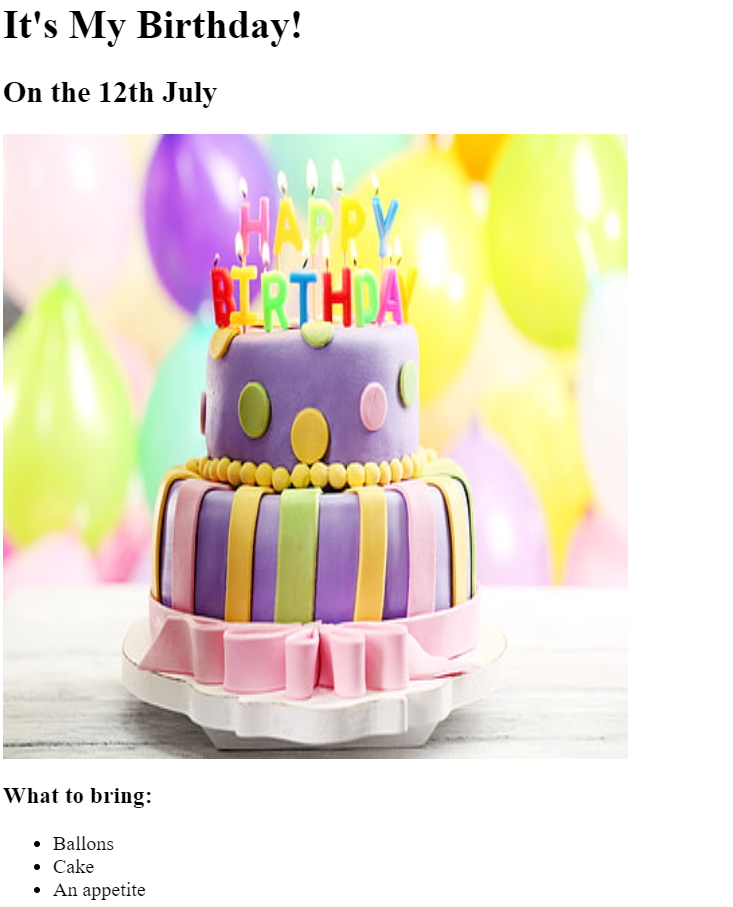 It's My Birthday!
On the 12th July
HAPPY
BIRTHDAY
What to bring:
Ballons
Cake
An appetite